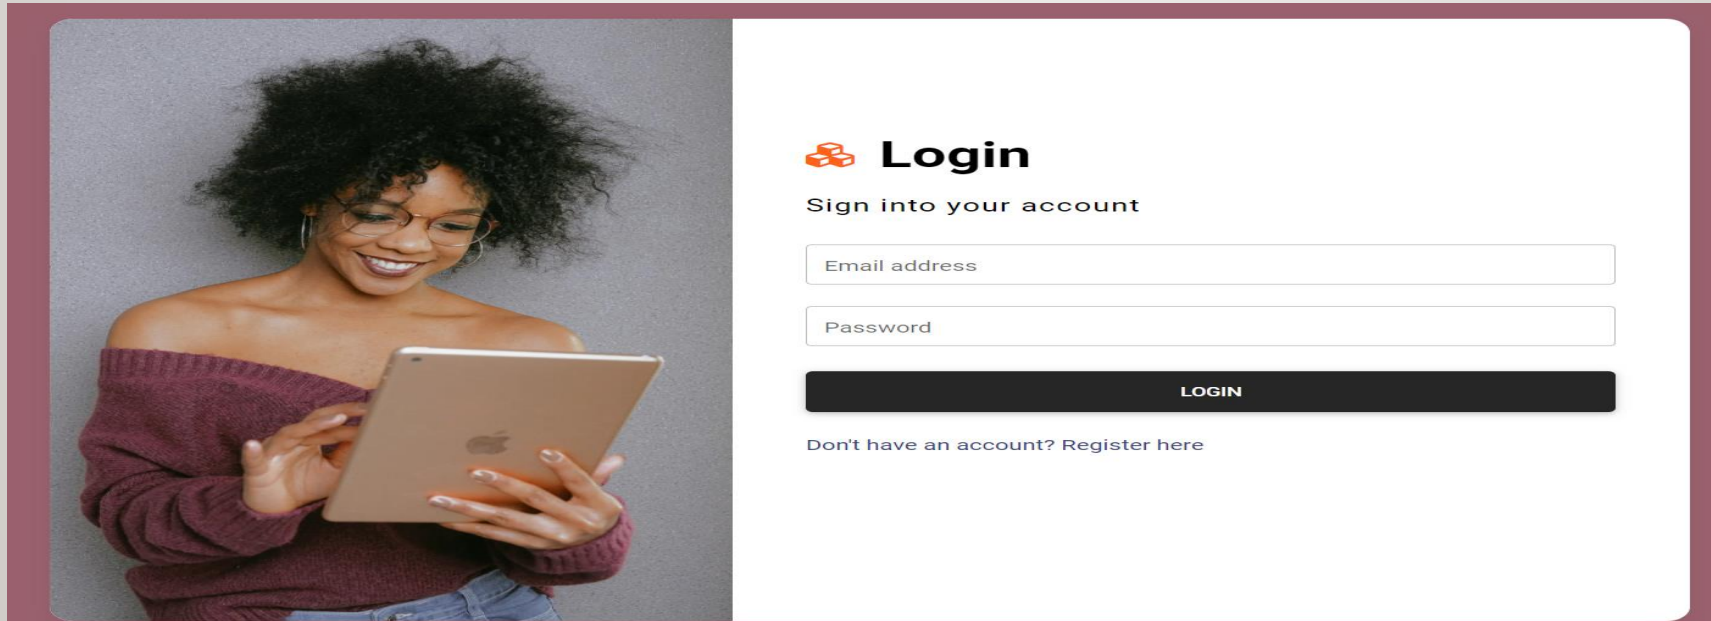 Login
Sign into your account
Email address
Password
LOGIN
Don't have an account? Register here